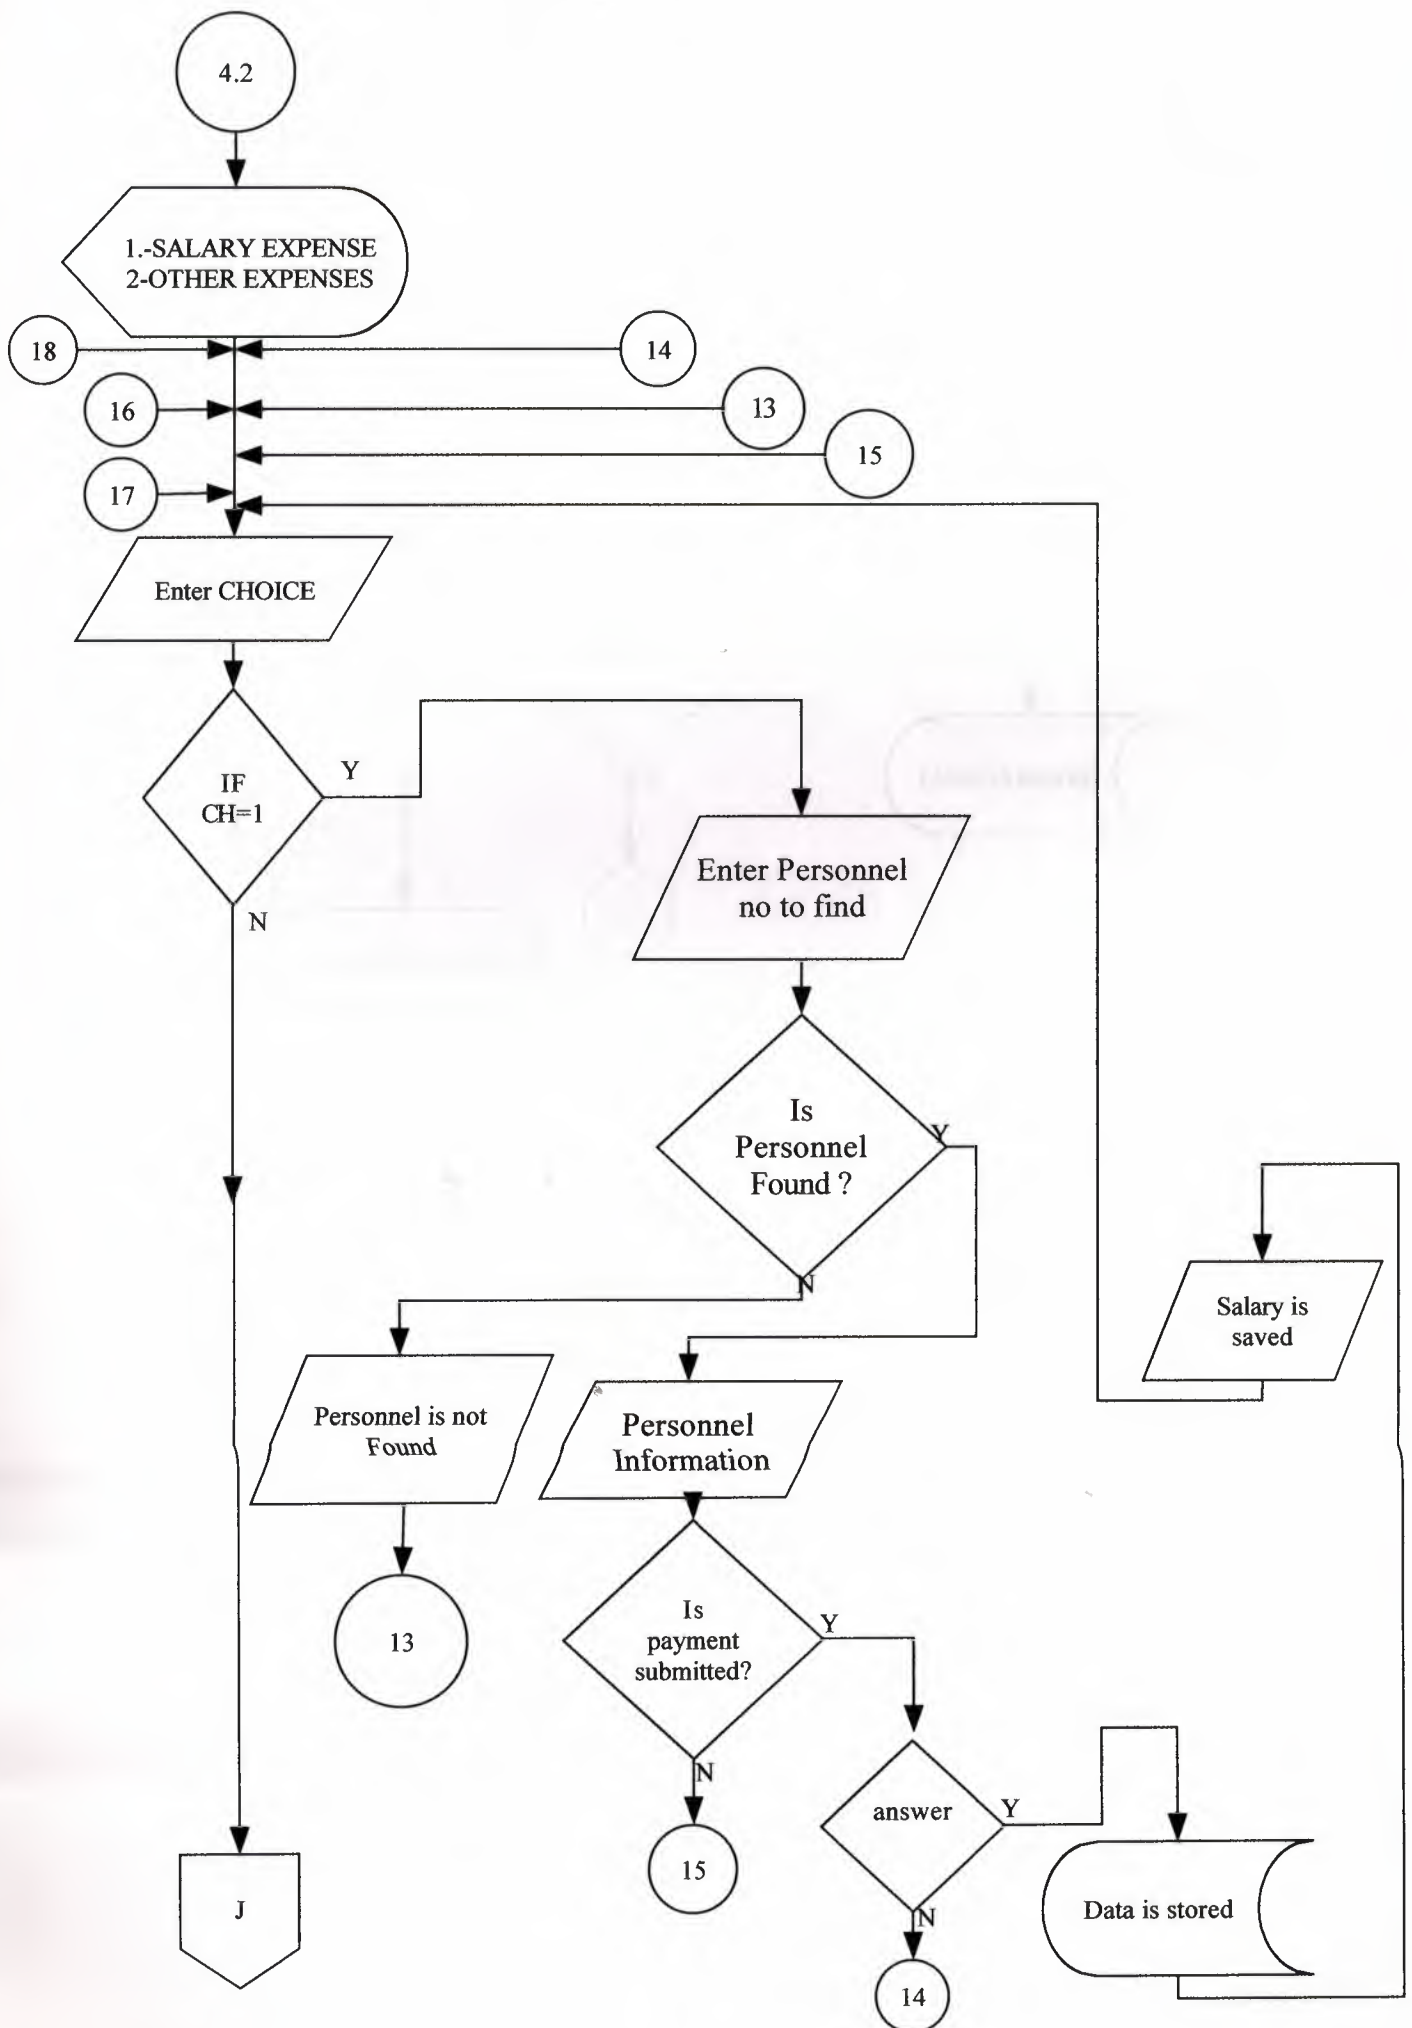 4.2
1.-SALARY EXPENSE
2-OTHER EXPENSES
18
14
16
13
15
17
Enter CHOICE
IF
CH=1
Y
N
Enter Personnel
no to find
Is
Personnel
Found ?
Y
N
Salary is
saved
Personnel is not
Found
Personnel
Information
13
Is
payment
submitted?
Y
N
15
answer
Y
N
14
Data is stored
J